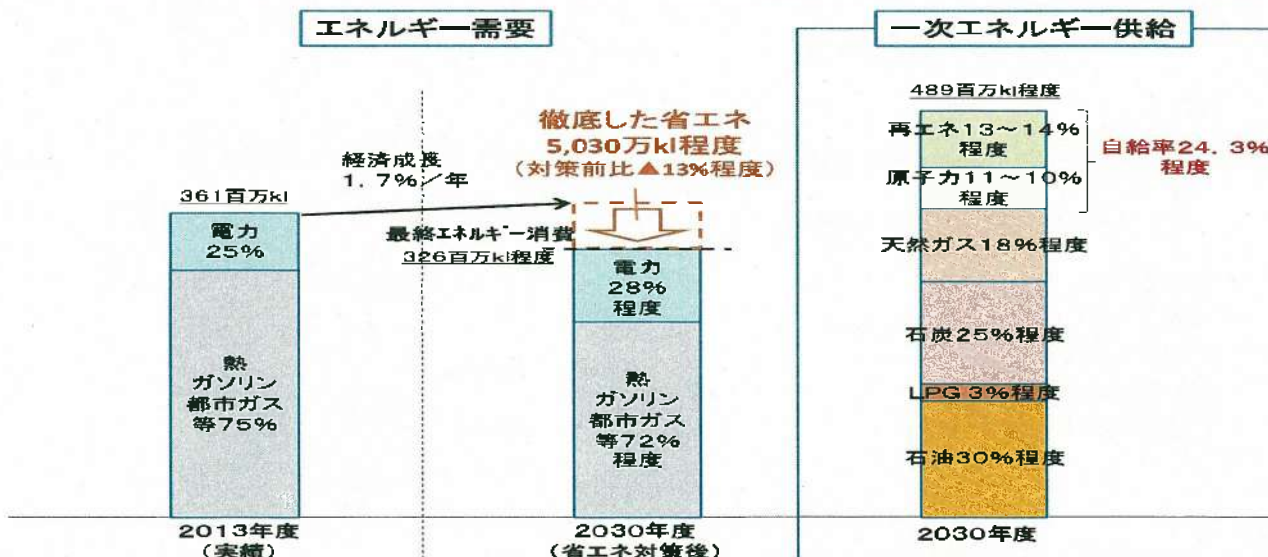 エネルギー需要
361百万kl
電力
25%
熱
ガソリン
都市ガス
等75%
2013年度
(実績)
経済成長
1.7%/年
徹底した省エネ
5,030万kl程度
(対策前比▲13%程度)
最終エネルギー消費
326百万kl程度
電力
28%
程度
熱
ガソリン
都市ガス
等72%
程度
2030年度
(省エネ対策後)
一次エネルギー供給
489百万kl程度
再エネ13~14%
程度
原子力11~10%
程度
自給率24.3%
程度
天然ガス18%程度
石炭25%程度
LPG 3%程度
石油30%程度
2030年度